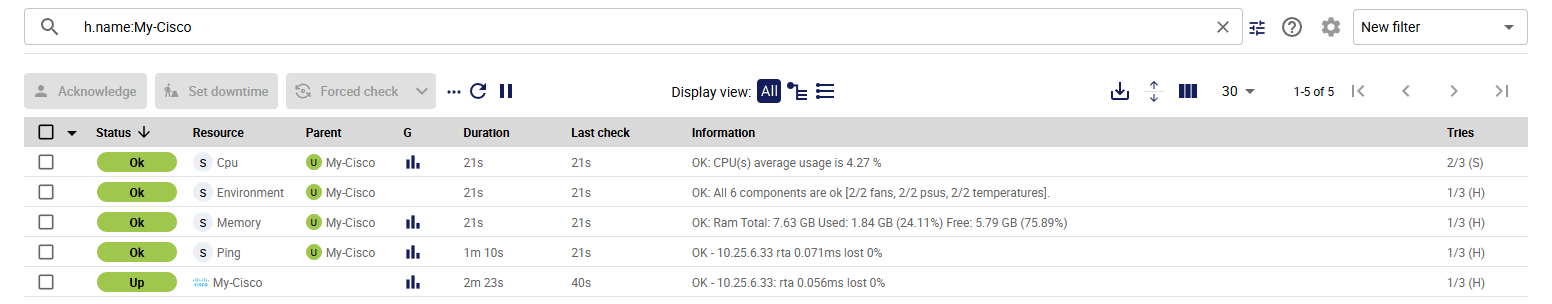 h.name:My-Cisco New filter
Acknowledge Set downtime Forced check Display view: All 30 1-5 of 5
Status Resource Parent G Duration Last check Information Tries
Ok S Cpu U My-Cisco 21s 21s OK: CPU(s) average usage is 4.27 % 2/3 (S)
Ok S Environment U My-Cisco 21s 21s OK: All 6 components are ok [2/2 fans, 2/2 psus, 2/2 temperatures]. 1/3 (H)
Ok S Memory U My-Cisco 21s 21s OK: Ram Total: 7.63 GB Used: 1.84 GB (24.11%) Free: 5.79 GB (75.89%) 1/3 (H)
Ok S Ping U My-Cisco 1m 10s 21s OK - 10.25.6.33 rta 0.071ms lost 0% 1/3 (H)
Up cisco My-Cisco 2m 23s 40s OK - 10.25.6.33: rta 0.056ms lost 0% 1/3 (H)